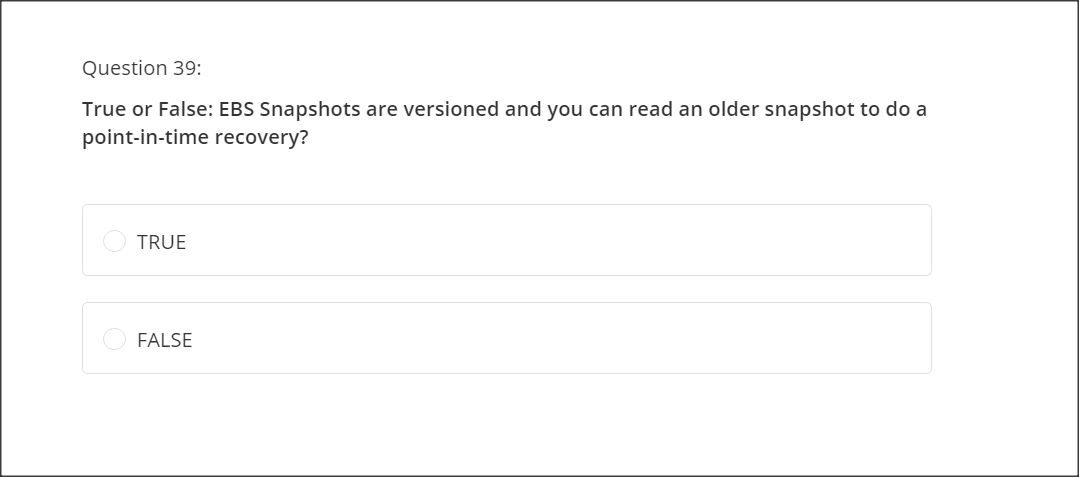 Question 39:
True or False: EBS Snapshots are versioned and you can read an older snapshot to do a
point-in-time recovery?
TRUE
FALSE